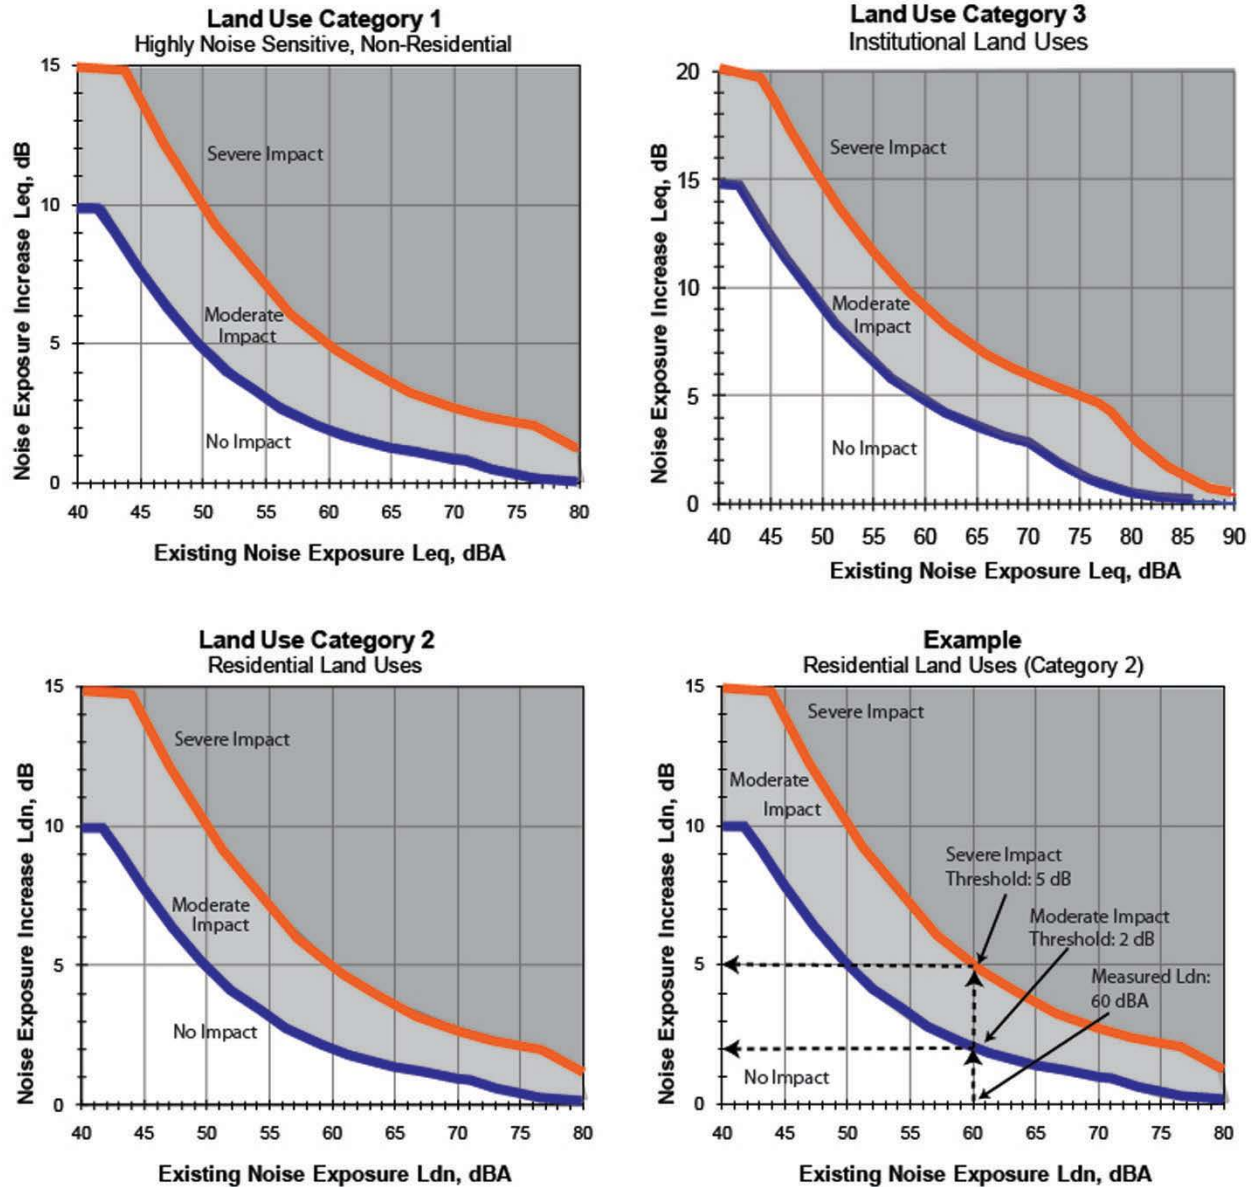 Land Use Category 1
Highly Noise Sensitive, Non-Residential
15
10
5
0
Noise Exposure Increase Leq, dB
Severe Impact
Moderate
Impact
No Impact
40 45 50 55 60 65 70 75 80
Existing Noise Exposure Leq, dBA
Land Use Category 3
Institutional Land Uses
20
15
10
5
0
Noise Exposure Increase Leq, dB
Severe Impact
Moderate
Impact
No Impact
40 45 50 55 60 65 70 75 80 85 90
Existing Noise Exposure Leq, dBA
Land Use Category 2
Residential Land Uses
15
10
5
0
Noise Exposure Increase Ldn, dB
Severe Impact
Moderate
Impact
No Impact
40 45 50 55 60 65 70 75 80
Existing Noise Exposure Ldn, dBA
Example
Residential Land Uses (Category 2)
15
10
5
0
Noise Exposure Increase Ldn, dB
Severe Impact
Moderate
Impact
Severe Impact
Threshold: 5 dB
Moderate Impact
Threshold: 2 dB
Measured Ldn:
60 dBA
No Impact
40 45 50 55 60 65 70 75 80
Existing Noise Exposure Ldn, dBA